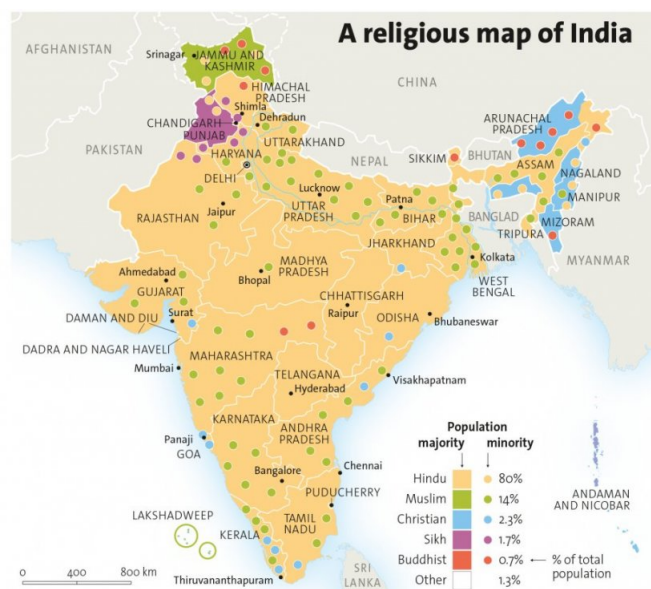 A religious map of India
AFGHANISTAN
Srinagar
JAMMU AND
KASHMIR
CHINA
HIMACHAL
PRADESH
Shimla
CHANDIGARH
Dehradun
PUNJAB
UTTARAKHAND
PAKISTAN
HARYANA
DELHI
NEPAL
SIKKIM
BHUTAN
ARUNACHAL
PRADESH
ASSAM
NAGALAND
MANIPUR
MIZORAM
TRIPURA
BANGLAD
MYANMAR
Lucknow
UTTAR
PRADESH
Patna
BIHAR
Jaipur
RAJASTHAN
JHARKHAND
Kolkata
WEST
BENGAL
MADHYA
PRADESH
Bhopal
Ahmedabad
GUJARAT
Surat
CHHATTISGARH
Raipur
ODISHA
Bhubaneswar
DAMAN AND DIU
DADRA AND NAGAR HAVELI
Mumbai
MAHARASHTRA
TELANGANA
Hyderabad
Visakhapatnam
KARNATAKA
ANDHRA
PRADESH
Panaji
GOA
Bangalore
Chennai
PUDUCHERRY
LAKSHADWEEP
KERALA
TAMIL
NADU
Thiruvananthapuram
SRI
LANKA
ANDAMAN
AND NICOBAR
Population
majority minority
Hindu 80%
Muslim 14%
Christian 2.3%
Sikh 1.7%
Buddhist 0.7% % of total
population
Other 1.3%
0 400 800 km